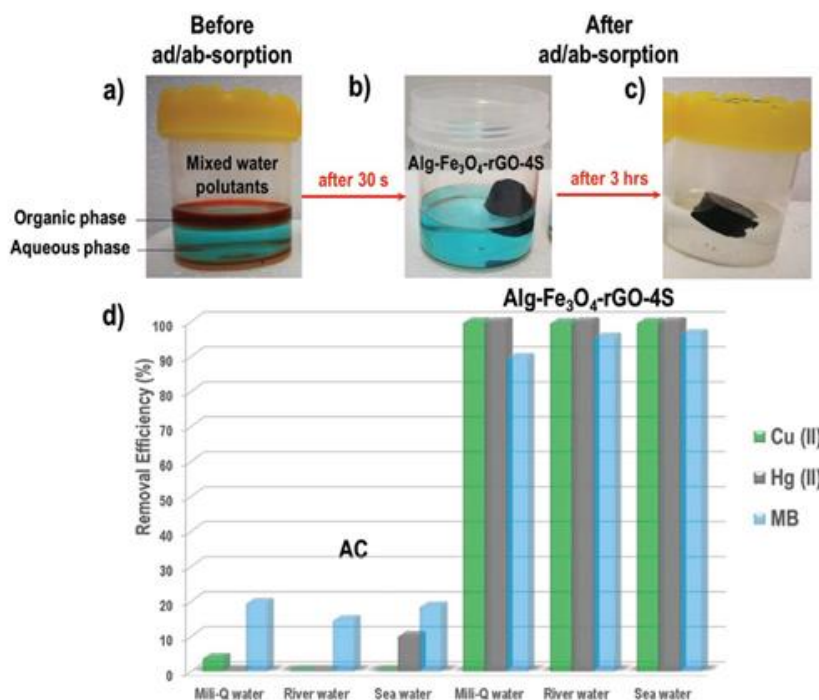 Before
ad/ab-sorption
After
ad/ab-sorption
a)
b)
c)
Mixed water
polutants
Organic phase
Aqueous phase
after 30 s
Alg-Fe₃O₄-rGO-4S
after 3 hrs
d)
Alg-Fe₃O₄-rGO-4S
Removal Efficiency (%)
100
90
80
70
60
50
40
30
20
10
0
AC
Cu (II)
Hg (II)
MB
Mili-Q water River water Sea water Mili-Q water River water Sea water